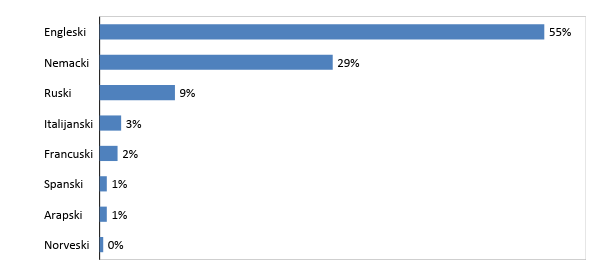 Engleski 55%
Nemacki 29%
Ruski 9%
Italijanski 3%
Francuski 2%
Spanski 1%
Arapski 1%
Norveski 0%